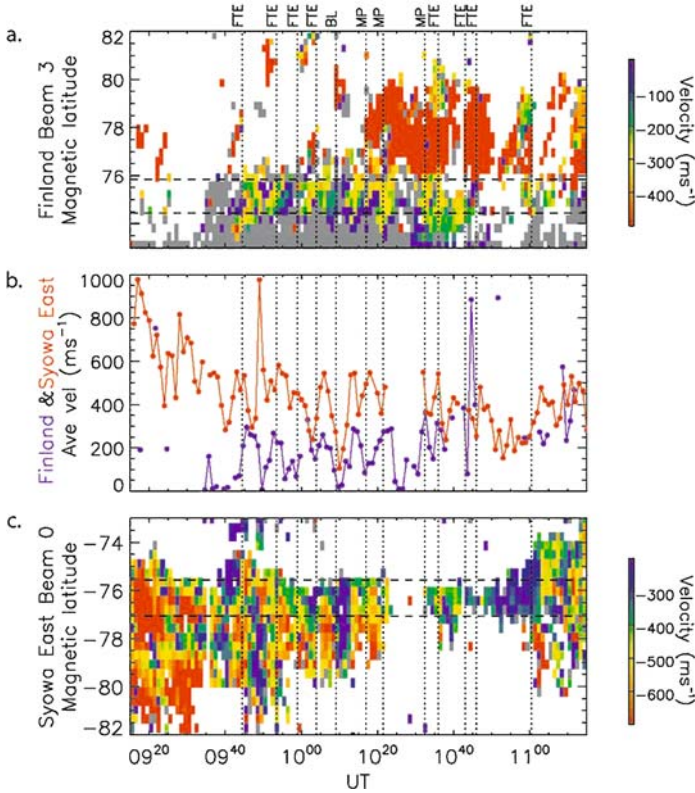 FTE FTE FTE FTE BL MP MP MP FTE FTE FTE FTE
a.
82
80
78
76
Finland Beam 3
Magnetic latitude
-100
-200
-300
-400
Velocity (ms⁻¹)
b.
1000
800
600
400
200
0
Finland & Syowa East
Ave vel (ms⁻¹)
c.
-74
-76
-78
-80
-82
Syowa East Beam 0
Magnetic latitude
-300
-400
-500
-600
Velocity (ms⁻¹)
09²⁰ 09⁴⁰ 10⁰⁰ 10²⁰ 10⁴⁰ 11⁰⁰
UT